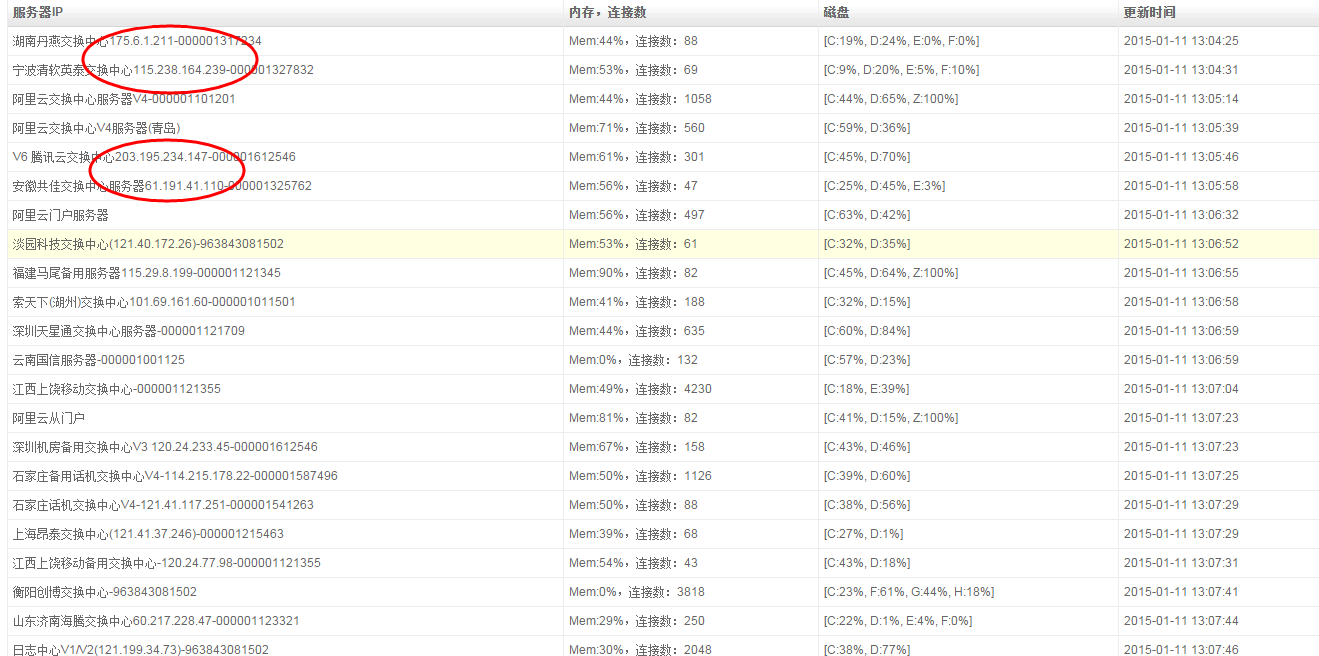 服务器IP 内存，连接数 磁盘 更新时间
湖南丹燕交换中心175.6.1.211-000001317234 Mem:44%，连接数：88 [C:19%, D:24%, E:0%, F:0%] 2015-01-11 13:04:25
宁波清软英泰交换中心115.238.164.239-000001327832 Mem:53%，连接数：69 [C:9%, D:20%, E:5%, F:10%] 2015-01-11 13:04:31
阿里云交换中心服务器V4-000001101201 Mem:44%，连接数：1058 [C:44%, D:65%, Z:100%] 2015-01-11 13:05:14
阿里云交换中心V4服务器(青岛) Mem:71%，连接数：560 [C:59%, D:36%] 2015-01-11 13:05:39
V6 腾讯云交换中心203.195.234.147-000001612546 Mem:61%，连接数：301 [C:45%, D:70%] 2015-01-11 13:05:46
安徽共佳交换中心服务器61.191.41.110-000001325762 Mem:56%，连接数：47 [C:25%, D:45%, E:3%] 2015-01-11 13:05:58
阿里云门户服务器 Mem:56%，连接数：497 [C:63%, D:42%] 2015-01-11 13:06:32
淡园科技交换中心(121.40.172.26)-963843081502 Mem:53%，连接数：61 [C:32%, D:35%] 2015-01-11 13:06:52
福建马尾备用服务器115.29.8.199-000001121345 Mem:90%，连接数：82 [C:45%, D:64%, Z:100%] 2015-01-11 13:06:55
索天下(湖州)交换中心101.69.161.60-000001011501 Mem:41%，连接数：188 [C:32%, D:15%] 2015-01-11 13:06:58
深圳天星通交换中心服务器-000001121709 Mem:44%，连接数：635 [C:60%, D:84%] 2015-01-11 13:06:59
云南国信服务器-000001001125 Mem:0%，连接数：132 [C:57%, D:23%] 2015-01-11 13:06:59
江西上饶移动交换中心-000001121355 Mem:49%，连接数：4230 [C:18%, E:39%] 2015-01-11 13:07:04
阿里云从门户 Mem:81%，连接数：82 [C:41%, D:15%, Z:100%] 2015-01-11 13:07:23
深圳机房备用交换中心V3 120.24.233.45-000001612546 Mem:67%，连接数：158 [C:43%, D:46%] 2015-01-11 13:07:23
石家庄备用话机交换中心V4-114.215.178.22-000001587496 Mem:50%，连接数：1126 [C:39%, D:60%] 2015-01-11 13:07:25
石家庄话机交换中心V4-121.41.117.251-000001541263 Mem:50%，连接数：88 [C:38%, D:56%] 2015-01-11 13:07:29
上海昂泰交换中心(121.41.37.246)-000001215463 Mem:39%，连接数：68 [C:27%, D:1%] 2015-01-11 13:07:29
江西上饶移动备用交换中心-120.24.77.98-000001121355 Mem:54%，连接数：43 [C:43%, D:18%] 2015-01-11 13:07:31
衡阳创博交换中心-963843081502 Mem:0%，连接数：3818 [C:23%, F:61%, G:44%, H:18%] 2015-01-11 13:07:41
山东济南海腾交换中心60.217.228.47-000001123321 Mem:29%，连接数：250 [C:22%, D:1%, E:4%, F:0%] 2015-01-11 13:07:44
日志中心V1/V2(121.199.34.73)-963843081502 Mem:30%，连接数：2048 [C:38%, D:77%] 2015-01-11 13:07:46